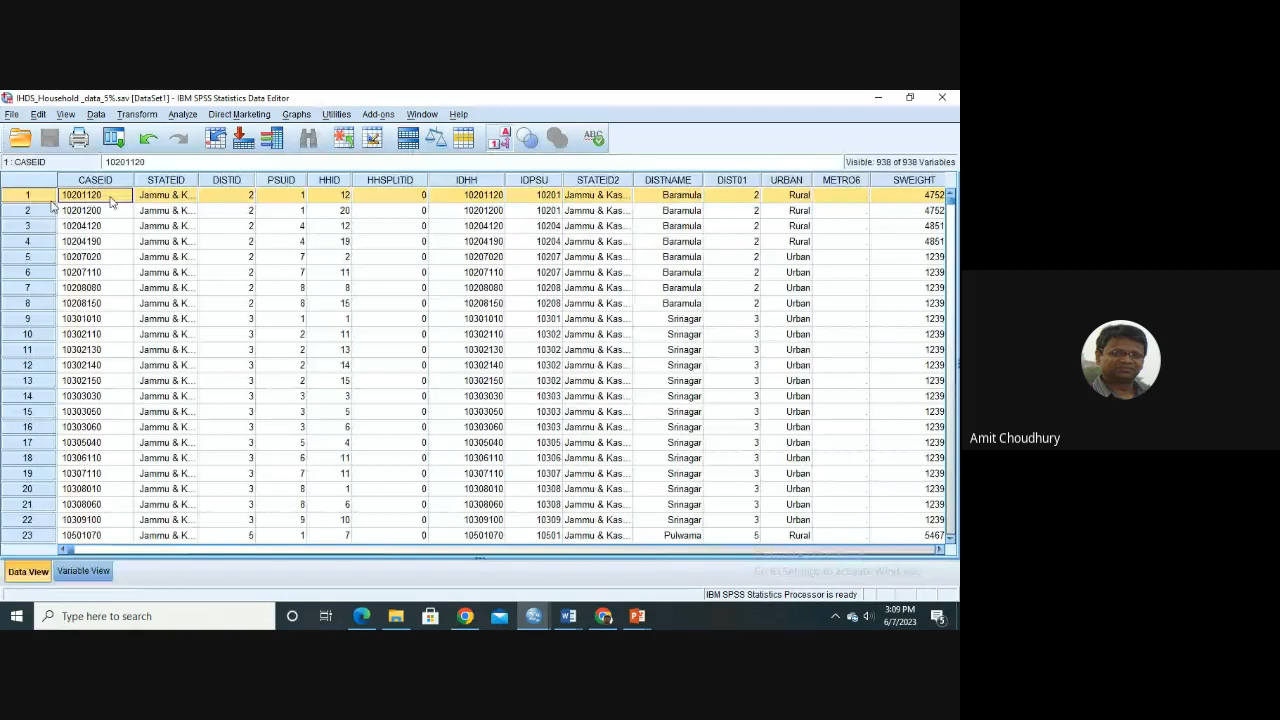 IHDS_Household _data_5%.sav [DataSet1] - IBM SPSS Statistics Data Editor
File Edit View Data Transform Analyze Direct Marketing Graphs Utilities Add-ons Window Help
1 : CASEID 10201120 Visible: 938 of 938 Variables
CASEID STATEID DISTID PSUID HHID HHSPLITID IDHH IDPSU STATEID2 DISTNAME DIST01 URBAN METRO6 SWEIGHT
1 10201120 Jammu & K... 2 1 12 0 10201120 10201 Jammu & Kas... Baramula 2 Rural . 4752
2 10201200 Jammu & K... 2 1 20 0 10201200 10201 Jammu & Kas... Baramula 2 Rural . 4752
3 10204120 Jammu & K... 2 4 12 0 10204120 10204 Jammu & Kas... Baramula 2 Rural . 4851
4 10204190 Jammu & K... 2 4 19 0 10204190 10204 Jammu & Kas... Baramula 2 Rural . 4851
5 10207020 Jammu & K... 2 7 2 0 10207020 10207 Jammu & Kas... Baramula 2 Urban . 1239
6 10207110 Jammu & K... 2 7 11 0 10207110 10207 Jammu & Kas... Baramula 2 Urban . 1239
7 10208080 Jammu & K... 2 8 8 0 10208080 10208 Jammu & Kas... Baramula 2 Urban . 1239
8 10208150 Jammu & K... 2 8 15 0 10208150 10208 Jammu & Kas... Baramula 2 Urban . 1239
9 10301010 Jammu & K... 3 1 1 0 10301010 10301 Jammu & Kas... Srinagar 3 Urban . 1239
10 10302110 Jammu & K... 3 2 11 0 10302110 10302 Jammu & Kas... Srinagar 3 Urban . 1239
11 10302130 Jammu & K... 3 2 13 0 10302130 10302 Jammu & Kas... Srinagar 3 Urban . 1239
12 10302140 Jammu & K... 3 2 14 0 10302140 10302 Jammu & Kas... Srinagar 3 Urban . 1239
13 10302150 Jammu & K... 3 2 15 0 10302150 10302 Jammu & Kas... Srinagar 3 Urban . 1239
14 10303030 Jammu & K... 3 3 3 0 10303030 10303 Jammu & Kas... Srinagar 3 Urban . 1239
15 10303050 Jammu & K... 3 3 5 0 10303050 10303 Jammu & Kas... Srinagar 3 Urban . 1239
16 10303060 Jammu & K... 3 3 6 0 10303060 10303 Jammu & Kas... Srinagar 3 Urban . 1239
17 10305040 Jammu & K... 3 5 4 0 10305040 10305 Jammu & Kas... Srinagar 3 Urban . 1239
18 10306110 Jammu & K... 3 6 11 0 10306110 10306 Jammu & Kas... Srinagar 3 Urban . 1239
19 10307110 Jammu & K... 3 7 11 0 10307110 10307 Jammu & Kas... Srinagar 3 Urban . 1239
20 10308010 Jammu & K... 3 8 1 0 10308010 10308 Jammu & Kas... Srinagar 3 Urban . 1239
21 10308060 Jammu & K... 3 8 6 0 10308060 10308 Jammu & Kas... Srinagar 3 Urban . 1239
22 10309100 Jammu & K... 3 9 10 0 10309100 10309 Jammu & Kas... Srinagar 3 Urban . 1239
23 10501070 Jammu & K... 5 1 7 0 10501070 10501 Jammu & Kas... Pulwama 5 Rural . 5467
Data View Variable View
Go to Settings to activate Windows.
IBM SPSS Statistics Processor is ready
Type here to search
3:09 PM
6/7/2023
5
Amit Choudhury